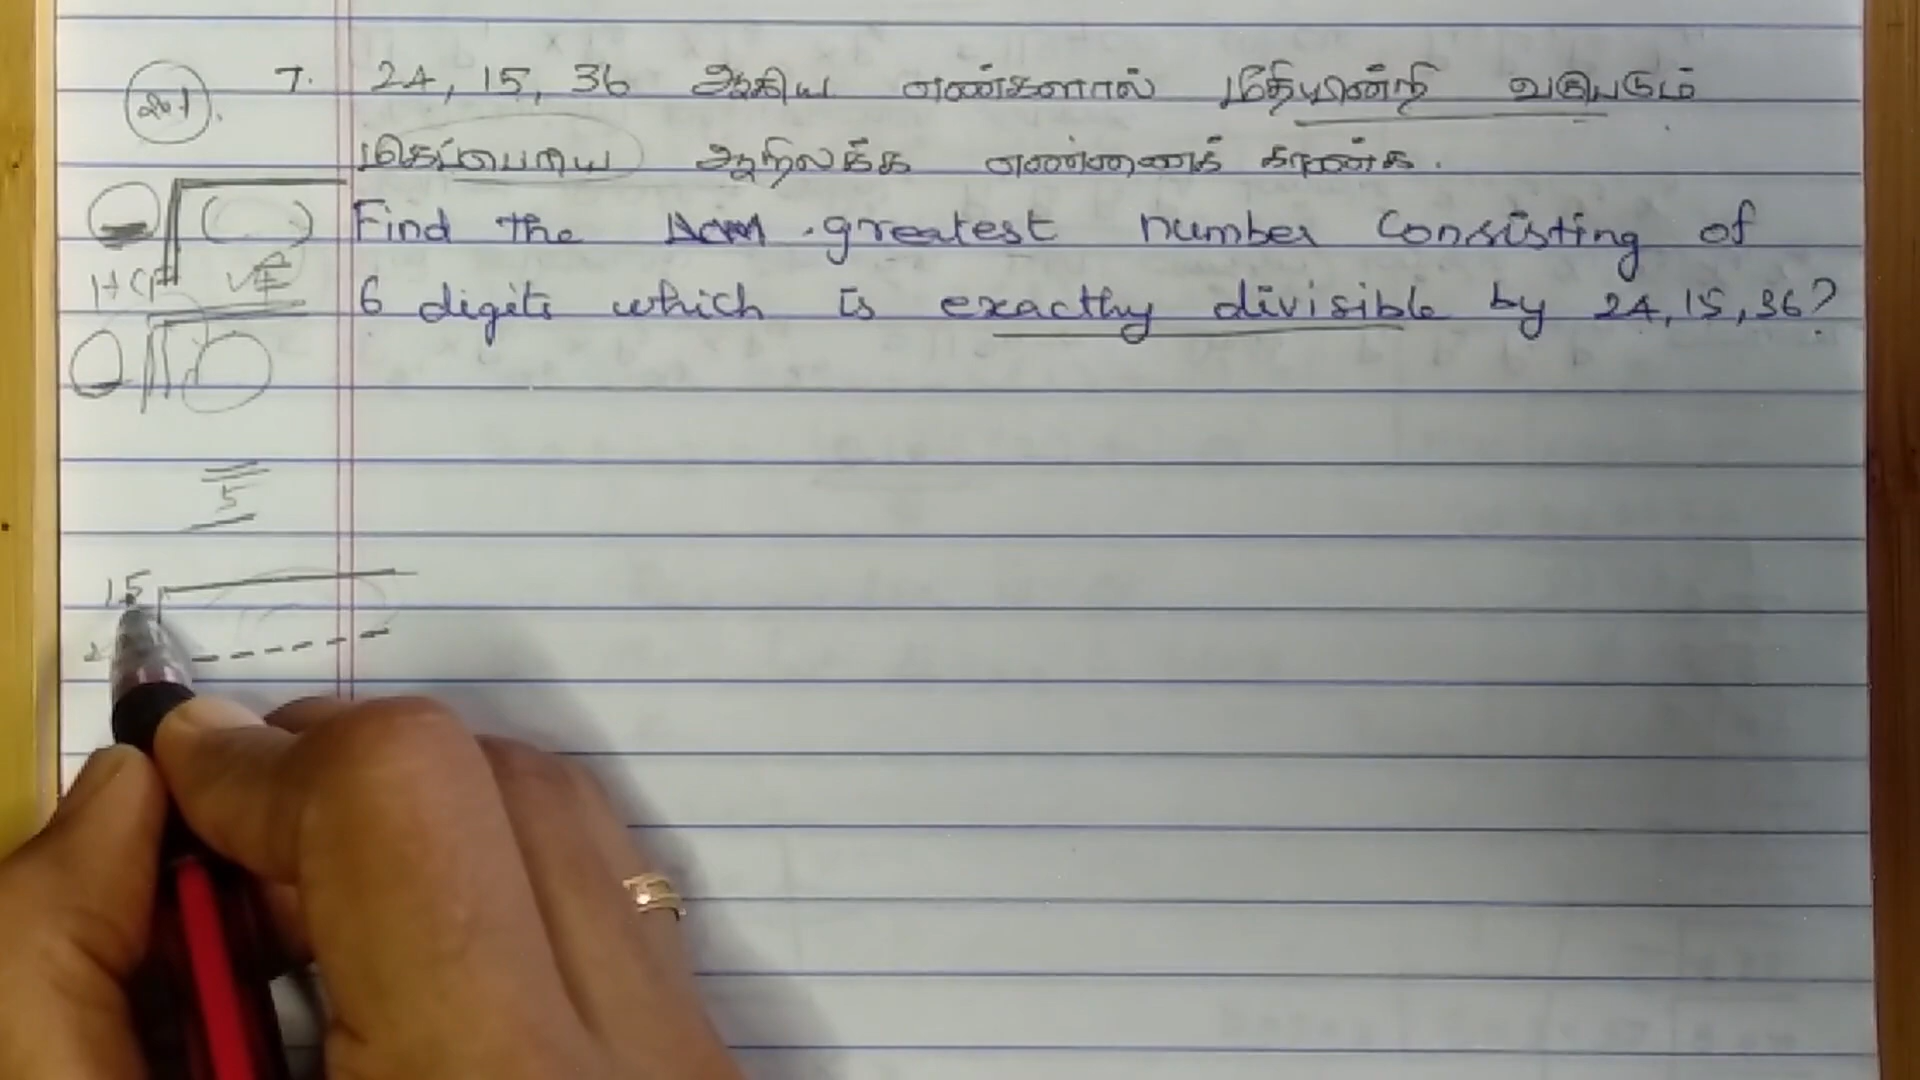 7. 24, 15, 36 ஆகிய எண்களால் மீதியின்றி வகுபடும்
மிகப்பெரிய ஆறிலக்க எண்ணைக் காண்க.
Find the greatest number consisting of
6 digits which is exactly divisible by 24, 15, 36?
HCF
5
15